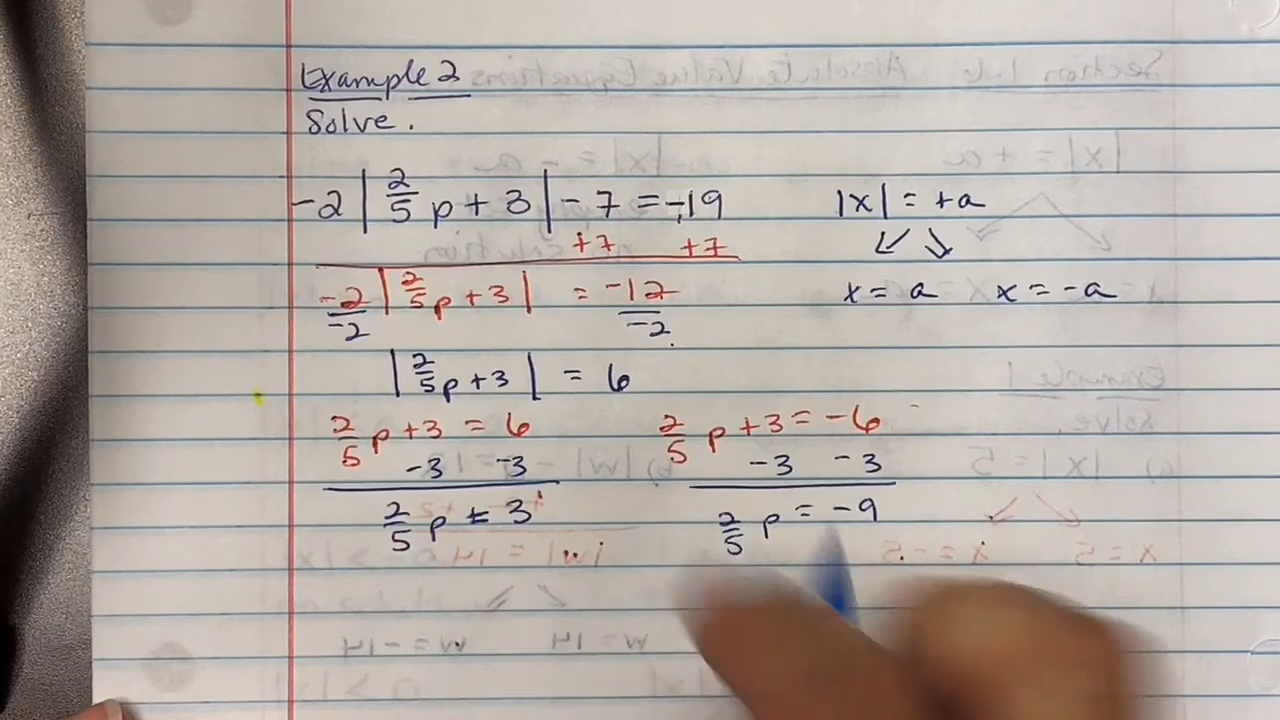 Example 2
Solve.
-2 | 2/5 p + 3 | - 7 = -19
+7 +7
-2 | 2/5 p + 3 | = -12
-2 -2
| 2/5 p + 3 | = 6
2/5 p + 3 = 6
-3 -3
2/5 p = 3
2/5 p + 3 = -6
-3 -3
2/5 p = -9
|x| = +a
↙ ↘
x = a x = -a